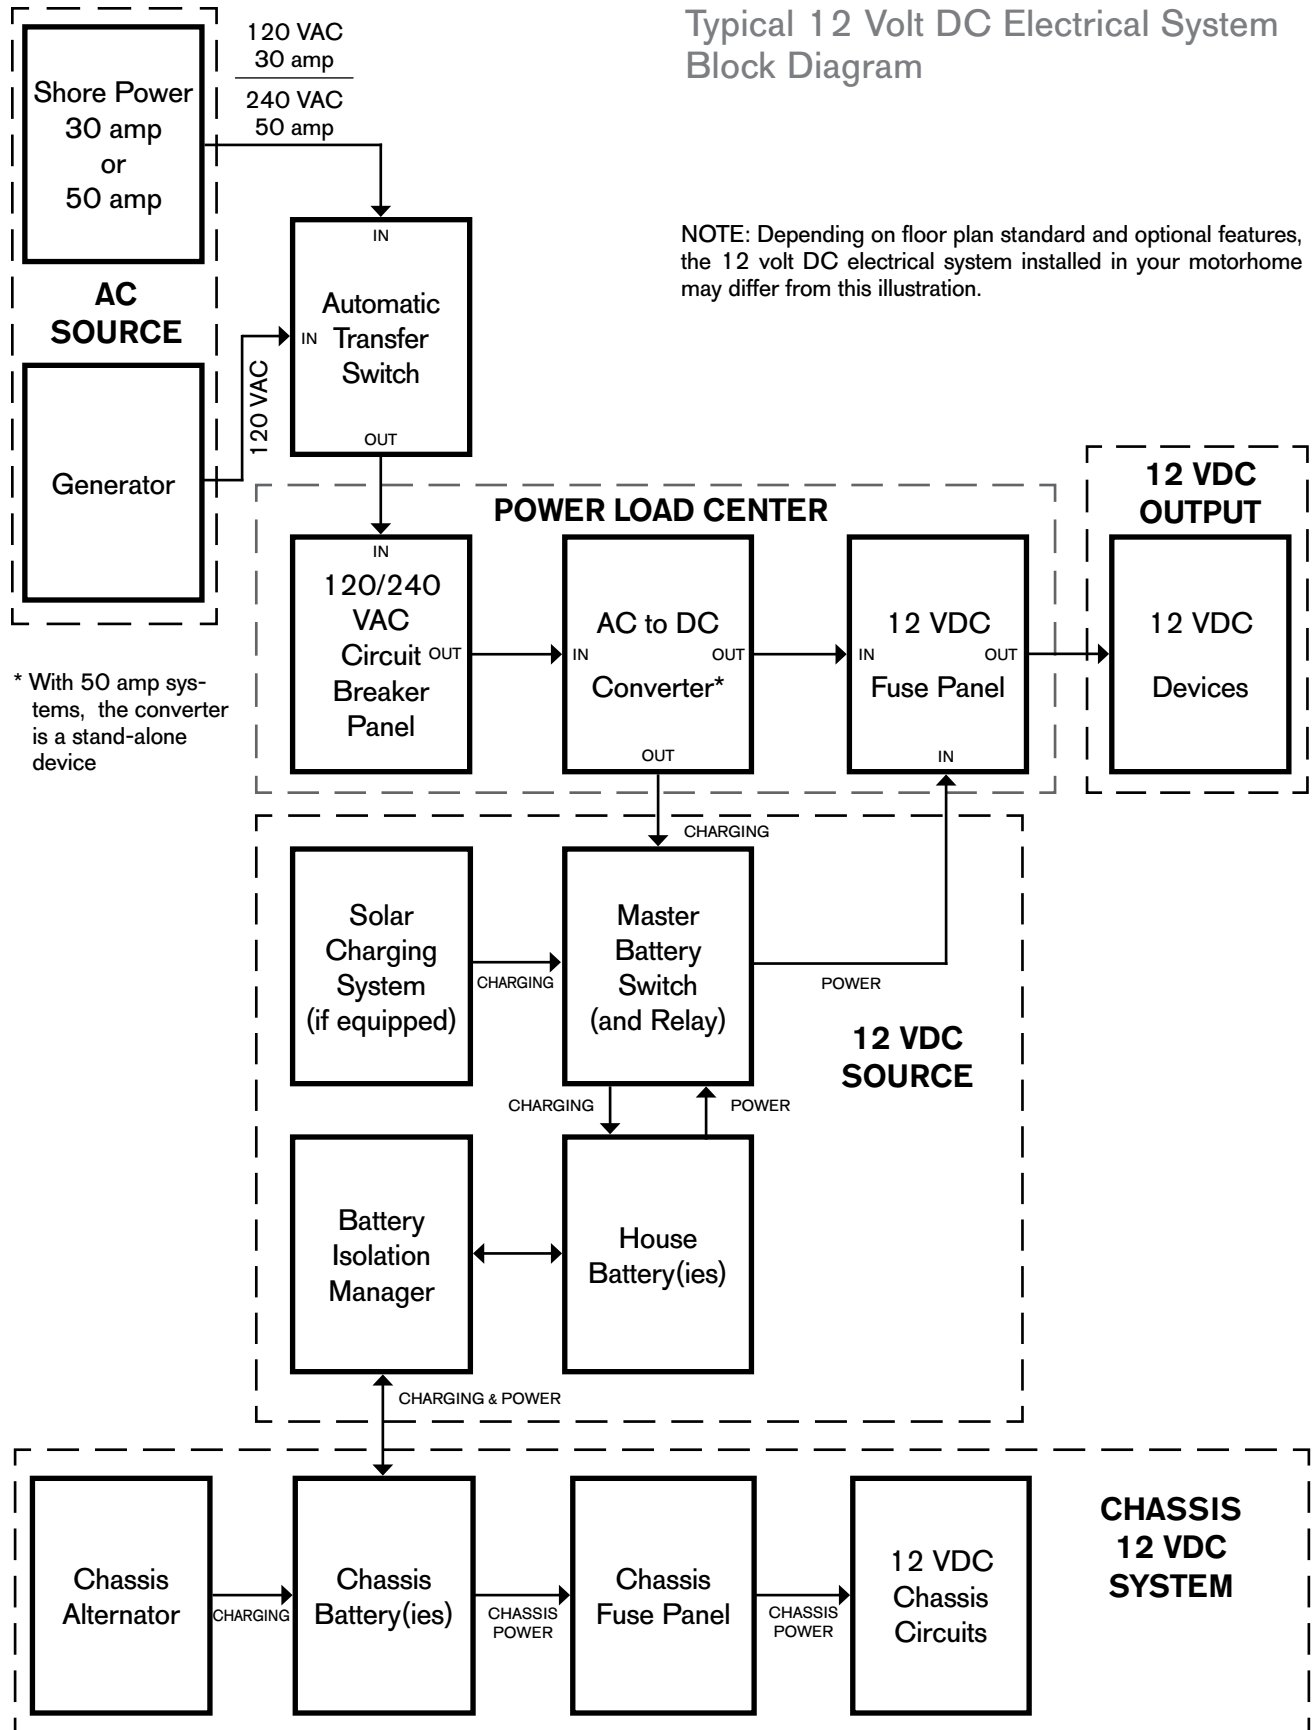 Typical 12 Volt DC Electrical System
Block Diagram
NOTE: Depending on floor plan standard and optional features,
the 12 volt DC electrical system installed in your motorhome
may differ from this illustration.
Shore Power
30 amp
or
50 amp
120 VAC
30 amp
240 VAC
50 amp
AC
SOURCE
Generator
120 VAC
IN
IN
Automatic
Transfer
Switch
OUT
* With 50 amp sys-
tems, the converter
is a stand-alone
device
POWER LOAD CENTER
IN
120/240
VAC
Circuit
Breaker
Panel
OUT
AC to DC
IN
OUT
Converter*
OUT
12 VDC
IN
OUT
Fuse Panel
IN
12 VDC
OUTPUT
12 VDC
Devices
CHARGING
Solar
Charging
System
(if equipped)
CHARGING
Master
Battery
Switch
(and Relay)
POWER
12 VDC
SOURCE
CHARGING
POWER
Battery
Isolation
Manager
House
Battery(ies)
CHARGING & POWER
Chassis
Alternator
CHARGING
Chassis
Battery(ies)
CHASSIS
POWER
Chassis
Fuse Panel
CHASSIS
POWER
12 VDC
Chassis
Circuits
CHASSIS
12 VDC
SYSTEM